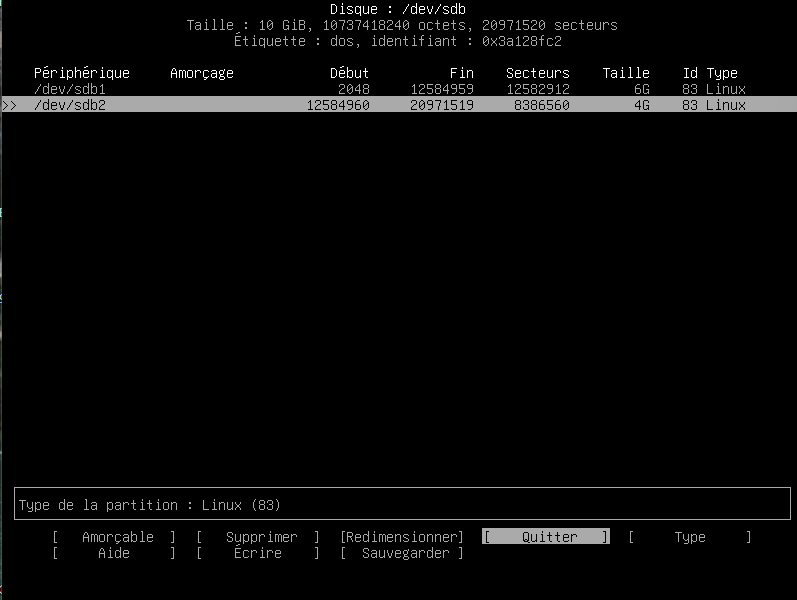 Disque : /dev/sdb
Taille : 10 GiB, 10737418240 octets, 20971520 secteurs
Étiquette : dos, identifiant : 0x3a128fc2
Périphérique Amorçage Début Fin Secteurs Taille Id Type
/dev/sdb1 2048 12584959 12582912 6G 83 Linux
>> /dev/sdb2 12584960 20971519 8386560 4G 83 Linux
Type de la partition : Linux (83)
[ Amorçable ] [ Supprimer ] [Redimensionner] [ Quitter ] [ Type ]
[ Aide ] [ Écrire ] [ Sauvegarder ]